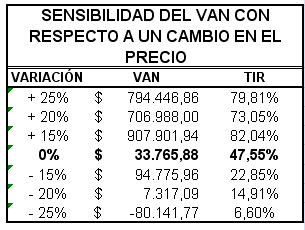 SENSIBILIDAD DEL VAN CON
RESPECTO A UN CAMBIO EN EL
PRECIO
VARIACIÓN VAN TIR
+ 25% $ 794.446,86 79,81%
+ 20% $ 706.988,00 73,05%
+ 15% $ 907.901,94 82,04%
0% $ 33.765,88 47,55%
- 15% $ 94.775,96 22,85%
- 20% $ 7.317,09 14,91%
- 25% $ -80.141,77 6,60%